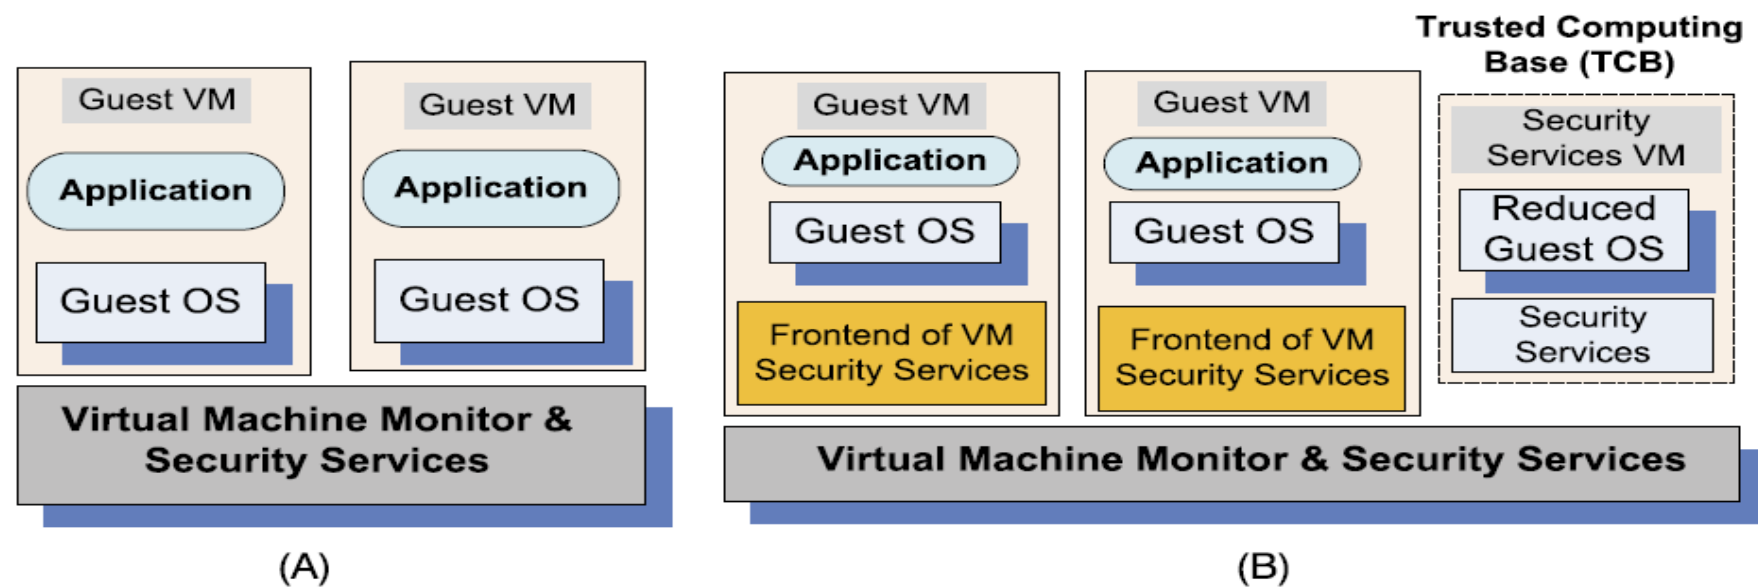 Guest VM
Application
Guest OS
Guest VM
Application
Guest OS
Virtual Machine Monitor &
Security Services
(A)
Guest VM
Application
Guest OS
Frontend of VM
Security Services
Guest VM
Application
Guest OS
Frontend of VM
Security Services
Trusted Computing
Base (TCB)
Security
Services VM
Reduced
Guest OS
Security
Services
Virtual Machine Monitor & Security Services
(B)